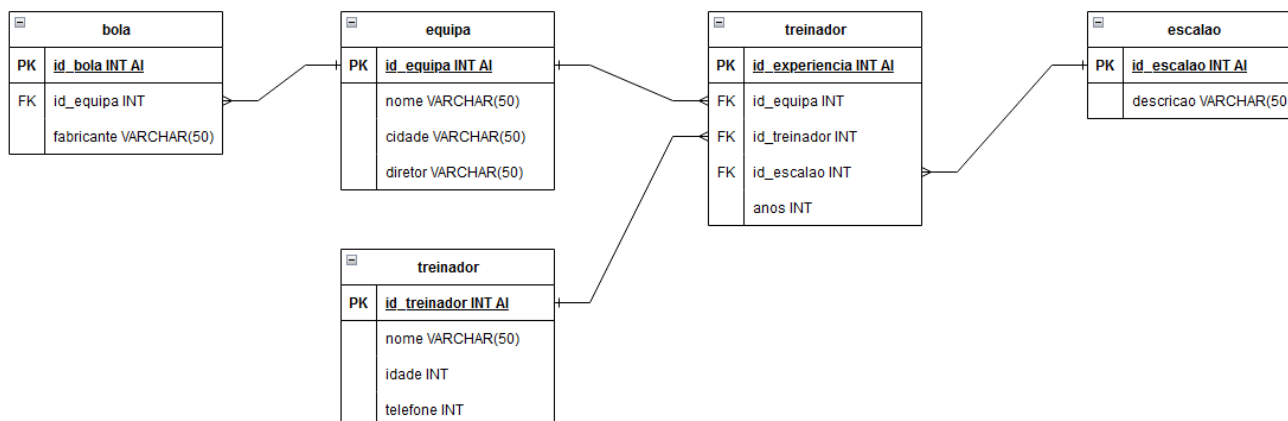 bola
PK id_bola INT AI
FK id_equipa INT
fabricante VARCHAR(50)
equipa
PK id_equipa INT AI
nome VARCHAR(50)
cidade VARCHAR(50)
diretor VARCHAR(50)
treinador
PK id_experiencia INT AI
FK id_equipa INT
FK id_treinador INT
FK id_escalao INT
anos INT
escalao
PK id_escalao INT AI
descricao VARCHAR(50
treinador
PK id_treinador INT AI
nome VARCHAR(50)
idade INT
telefone INT